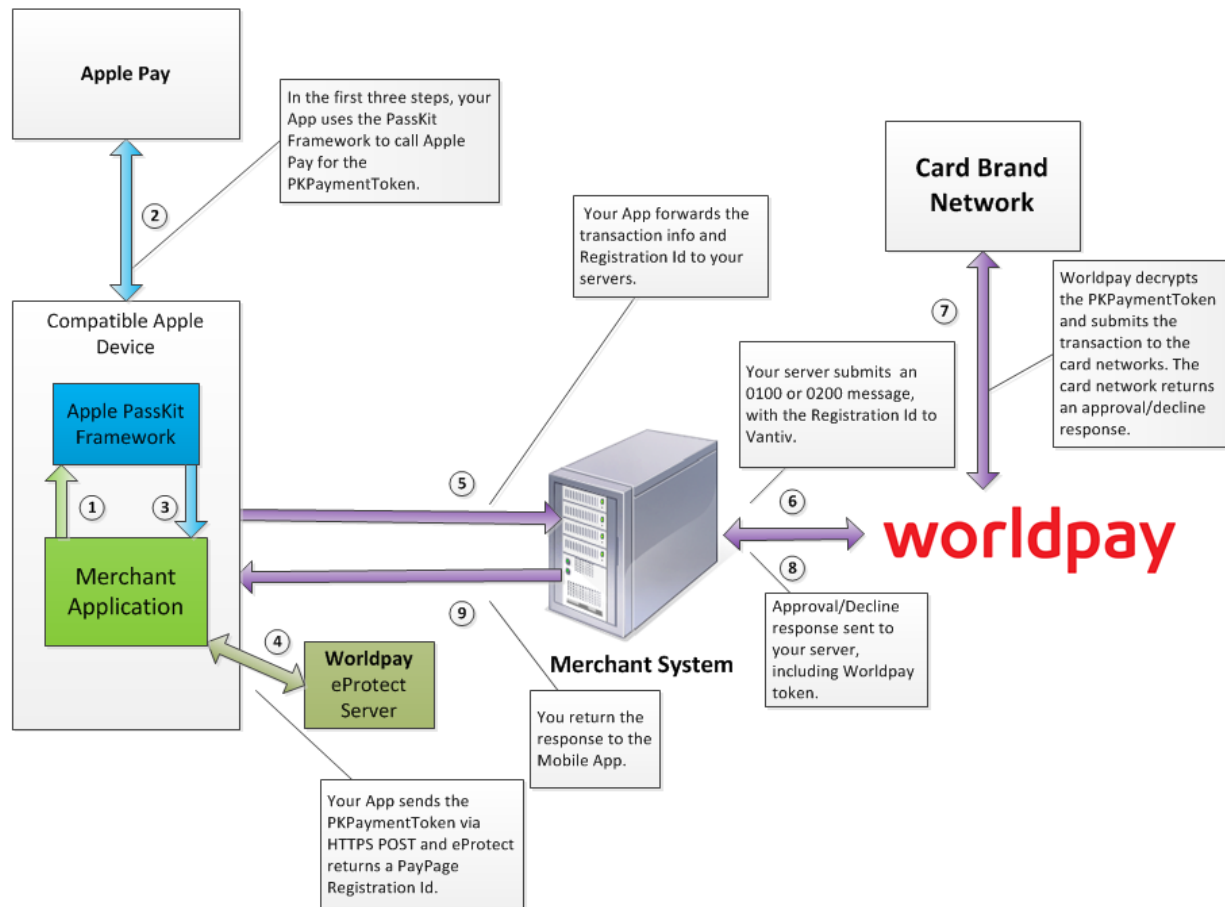 Apple Pay
In the first three steps, your
App uses the PassKit
Framework to call Apple
Pay for the
PKPaymentToken.
2
Card Brand
Network
Your App forwards the
transaction info and
Registration Id to your
servers.
Worldpay decrypts
the PKPaymentToken
and submits the
transaction to the
card networks. The
card network returns
an approval/decline
response.
7
Compatible Apple
Device
Apple PassKit
Framework
Your server submits an
0100 or 0200 message,
with the Registration Id to
Vantiv.
1
3
5
6
worldpay
Merchant
Application
8
9
4
Approval/Decline
response sent to
your server,
including Worldpay
token.
Worldpay
eProtect
Server
Merchant System
You return the
response to the
Mobile App.
Your App sends the
PKPaymentToken via
HTTPS POST and eProtect
returns a PayPage
Registration Id.